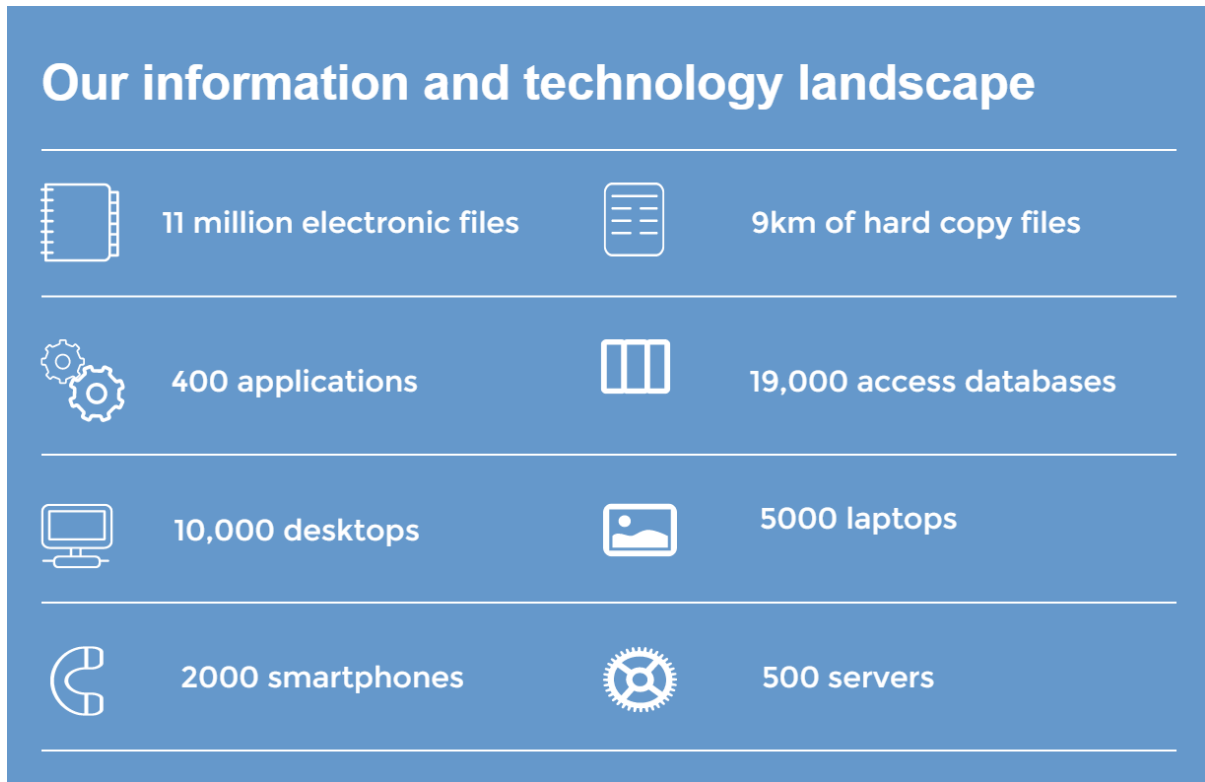 Our information and technology landscape
11 million electronic files
9km of hard copy files
400 applications
19,000 access databases
10,000 desktops
5000 laptops
2000 smartphones
500 servers